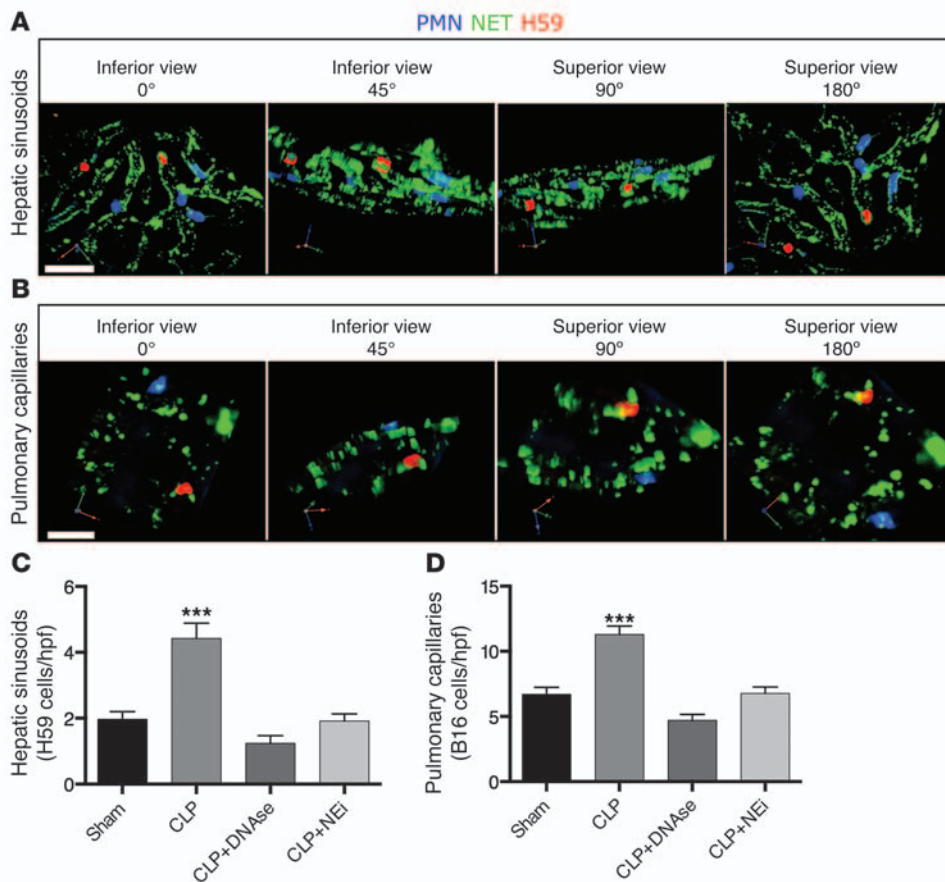 A
PMN NET H59
Hepatic sinusoids
Inferior view
0°
Inferior view
45°
Superior view
90°
Superior view
180°
B
Pulmonary capillaries
Inferior view
0°
Inferior view
45°
Superior view
90°
Superior view
180°
C
Hepatic sinusoids
(H59 cells/hpf)
6
4
2
0
***
Sham
CLP
CLP+DNAse
CLP+NEi
D
Pulmonary capillaries
(B16 cells/hpf)
15
10
5
0
***
Sham
CLP
CLP+DNAse
CLP+NEi